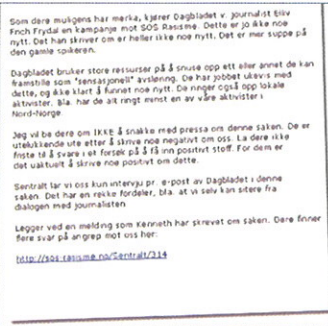 Som dere muligens har merka, kjører Dagbladet v. journalist Eiliv
Frich Frydal en kampanje mot SOS Rasisme. Dette er jo ikke noe
nytt. Det han skriver om er heller ikke noe nytt. Det er mer suppe på
den gamle spikeren.
Dagbladet bruker store ressurser på å snuse opp ett eller annet de kan
framstille som "sensasjonell" avsløring. De har jobbet ukevis med
dette, og ikke klart å funnet noe nytt. De ringer også opp lokale
aktivister. Bla. har de alt ringt minst en av våre aktivister i
Nord-Norge.
Jeg vil be dere om IKKE å snakke med pressa om denne saken. De er
utelukkende ute etter å skrive noe negativt om oss. La dere ikke
friste til å svare i et forsøk på å få inn positivt stoff. For dem er
det uaktuelt å skrive noe positivt om dette.
Sentralt lar vi oss kun intervju pr. e-post av Dagbladet i denne
saken. Det har en rekke fordeler, bl.a. at vi selv kan sitere fra
dialogen med journalisten.
Legger ved en melding som Kenneth har skrevet om saken. Dere finner
flere svar på angrep mot oss her:
http://sos-rasisme.no/Sentralt/314